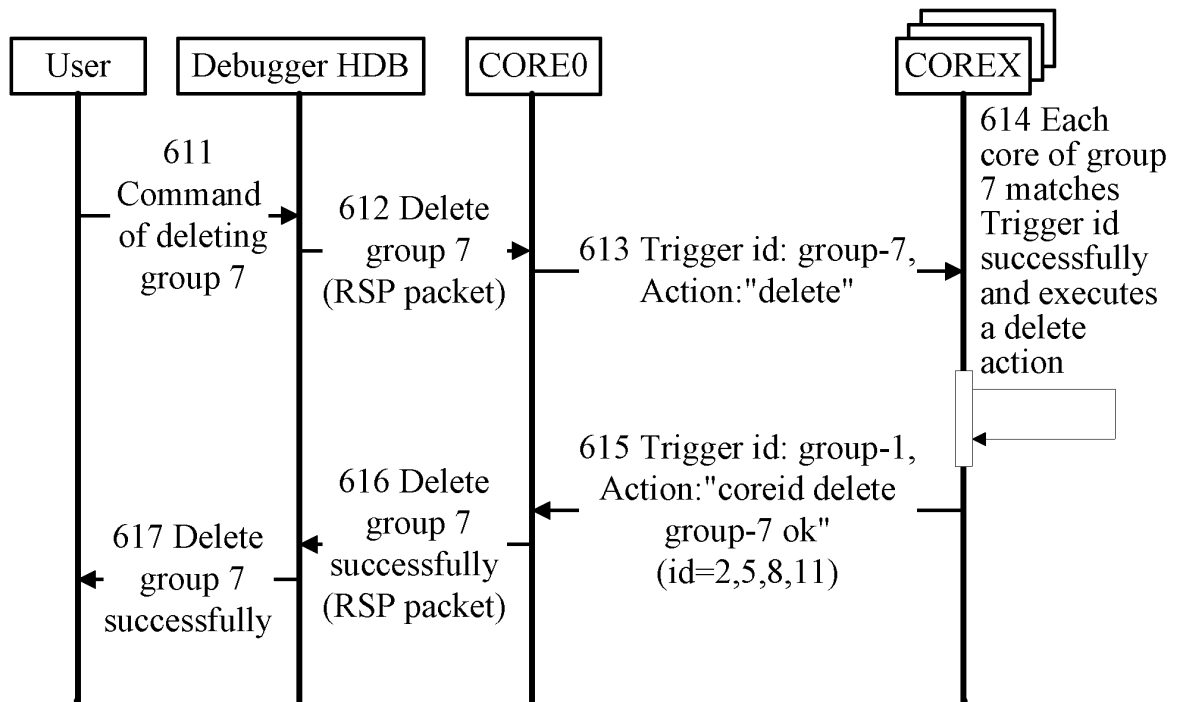 User
Debugger HDB
CORE0
COREX
611
Command
of deleting
group 7
612 Delete
group 7
(RSP packet)
613 Trigger id: group-7,
Action:"delete"
614 Each
core of group
7 matches
Trigger id
successfully
and executes
a delete
action
615 Trigger id: group-1,
Action:"coreid delete
group-7 ok"
(id=2,5,8,11)
616 Delete
group 7
successfully
(RSP packet)
617 Delete
group 7
successfully